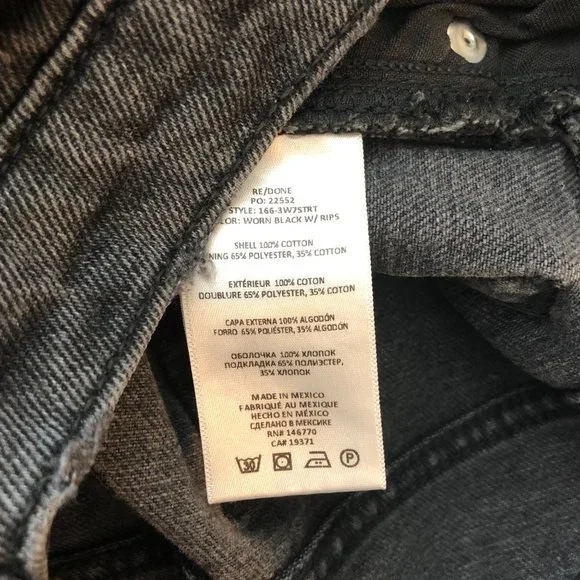 RE/DONE
PO: 22552
STYLE: 166-3W7STRT
OR: WORN BLACK W/ RIPS
SHELL 100% COTTON
NING 65% POLYESTER, 35% COTTON
EXTÉRIEUR 100% COTON
DOUBLURE 65% POLYESTER, 35% COTON
CAPA EXTERNA 100% ALGODÓN
FORRO 65% POLIÉSTER, 35% ALGODÓN
ОБОЛОЧКА 100% ХЛОПОК
ПОДКЛАДКА 65% ПОЛИЭСТЕР,
35% ХЛОПОК
MADE IN MEXICO
FABRIQUÉ AU MEXIQUE
HECHO EN MÉXICO
СДЕЛАНО В МЕКСИКЕ
RN# 146770
CA# 19371
30 P